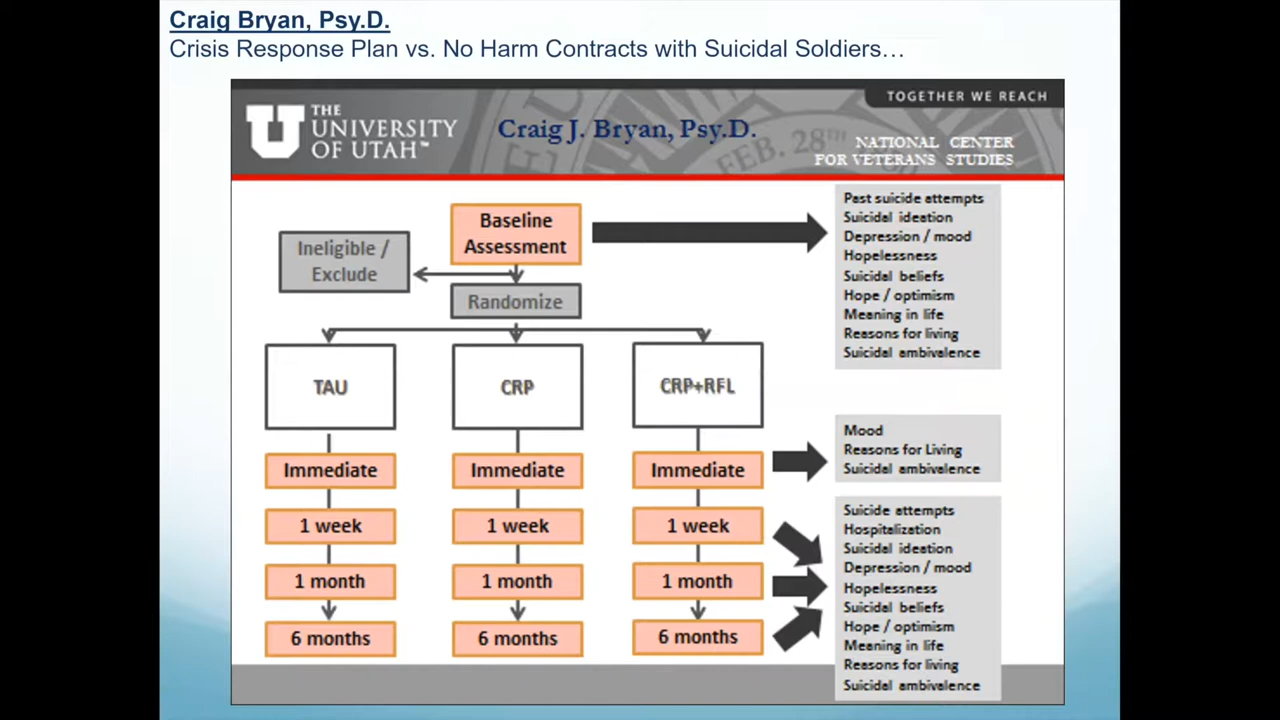 Craig Bryan, Psy.D.
Crisis Response Plan vs. No Harm Contracts with Suicidal Soldiers…
TOGETHER WE REACH
THE
UNIVERSITY
OF UTAH™
Craig J. Bryan, Psy.D.
FEB. 28TH
NATIONAL CENTER
FOR VETERANS STUDIES
Baseline
Assessment
Ineligible /
Exclude
Randomize
Past suicide attempts
Suicidal ideation
Depression / mood
Hopelessness
Suicidal beliefs
Hope / optimism
Meaning in life
Reasons for living
Suicidal ambivalence
TAU
CRP
CRP+RFL
Immediate
Immediate
Immediate
Mood
Reasons for Living
Suicidal ambivalence
1 week
1 week
1 week
1 month
1 month
1 month
6 months
6 months
6 months
Suicide attempts
Hospitalization
Suicidal ideation
Depression / mood
Hopelessness
Suicidal beliefs
Hope / optimism
Meaning in life
Reasons for living
Suicidal ambivalence